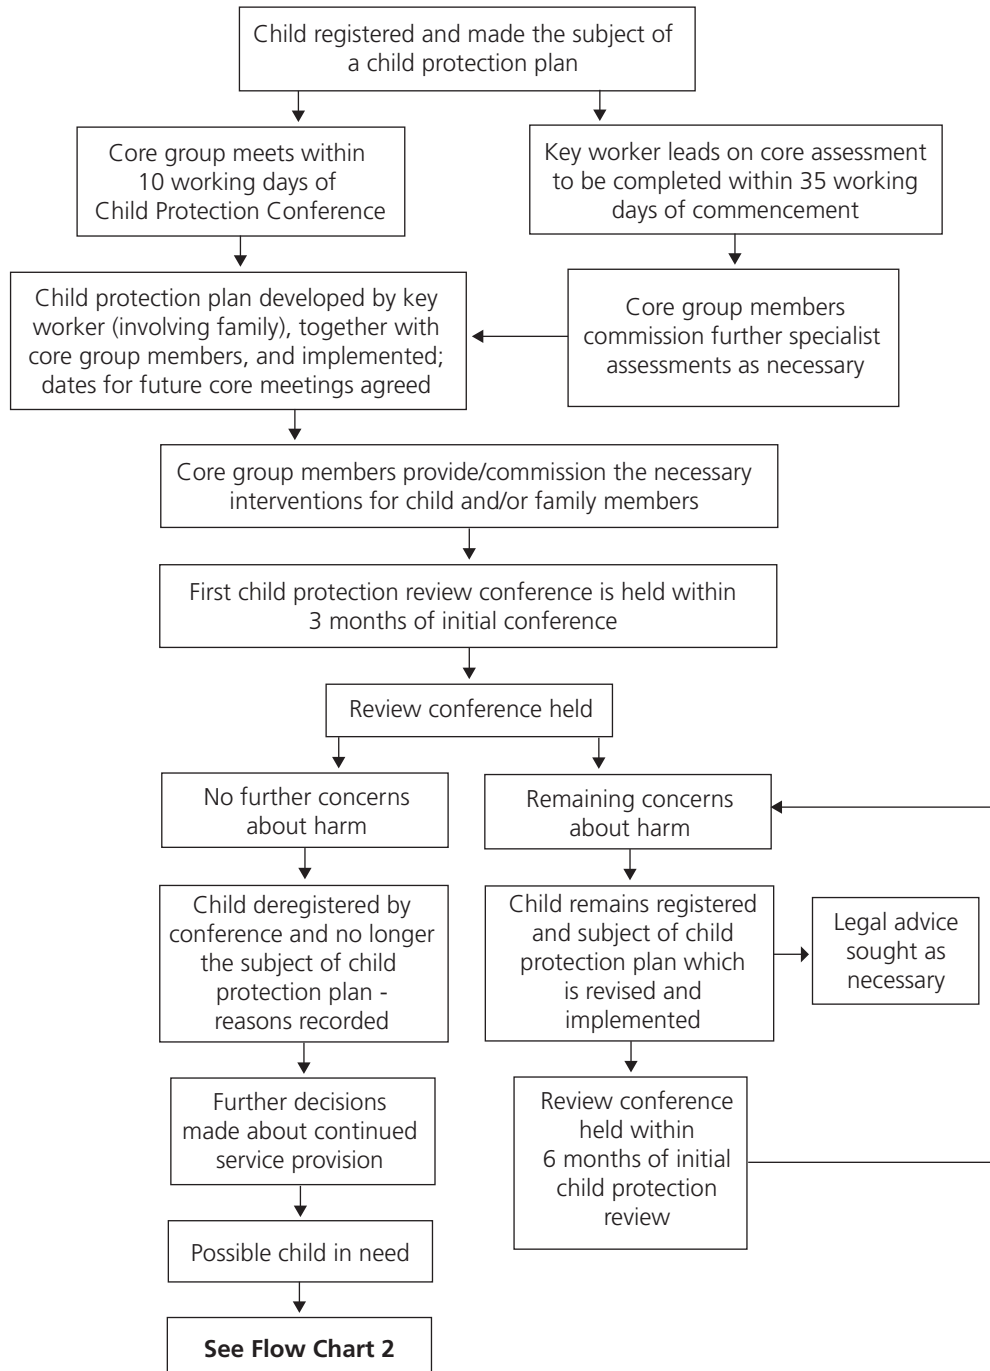 Child registered and made the subject of
a child protection plan
Core group meets within
10 working days of
Child Protection Conference
Key worker leads on core assessment
to be completed within 35 working
days of commencement
Child protection plan developed by key
worker (involving family), together with
core group members, and implemented;
dates for future core meetings agreed
Core group members
commission further specialist
assessments as necessary
Core group members provide/commission the necessary
interventions for child and/or family members
First child protection review conference is held within
3 months of initial conference
Review conference held
No further concerns
about harm
Remaining concerns
about harm
Child deregistered by
conference and no longer
the subject of child
protection plan -
reasons recorded
Child remains registered
and subject of child
protection plan which
is revised and
implemented
Legal advice
sought as
necessary
Further decisions
made about continued
service provision
Review conference
held within
6 months of initial
child protection
review
Possible child in need
See Flow Chart 2